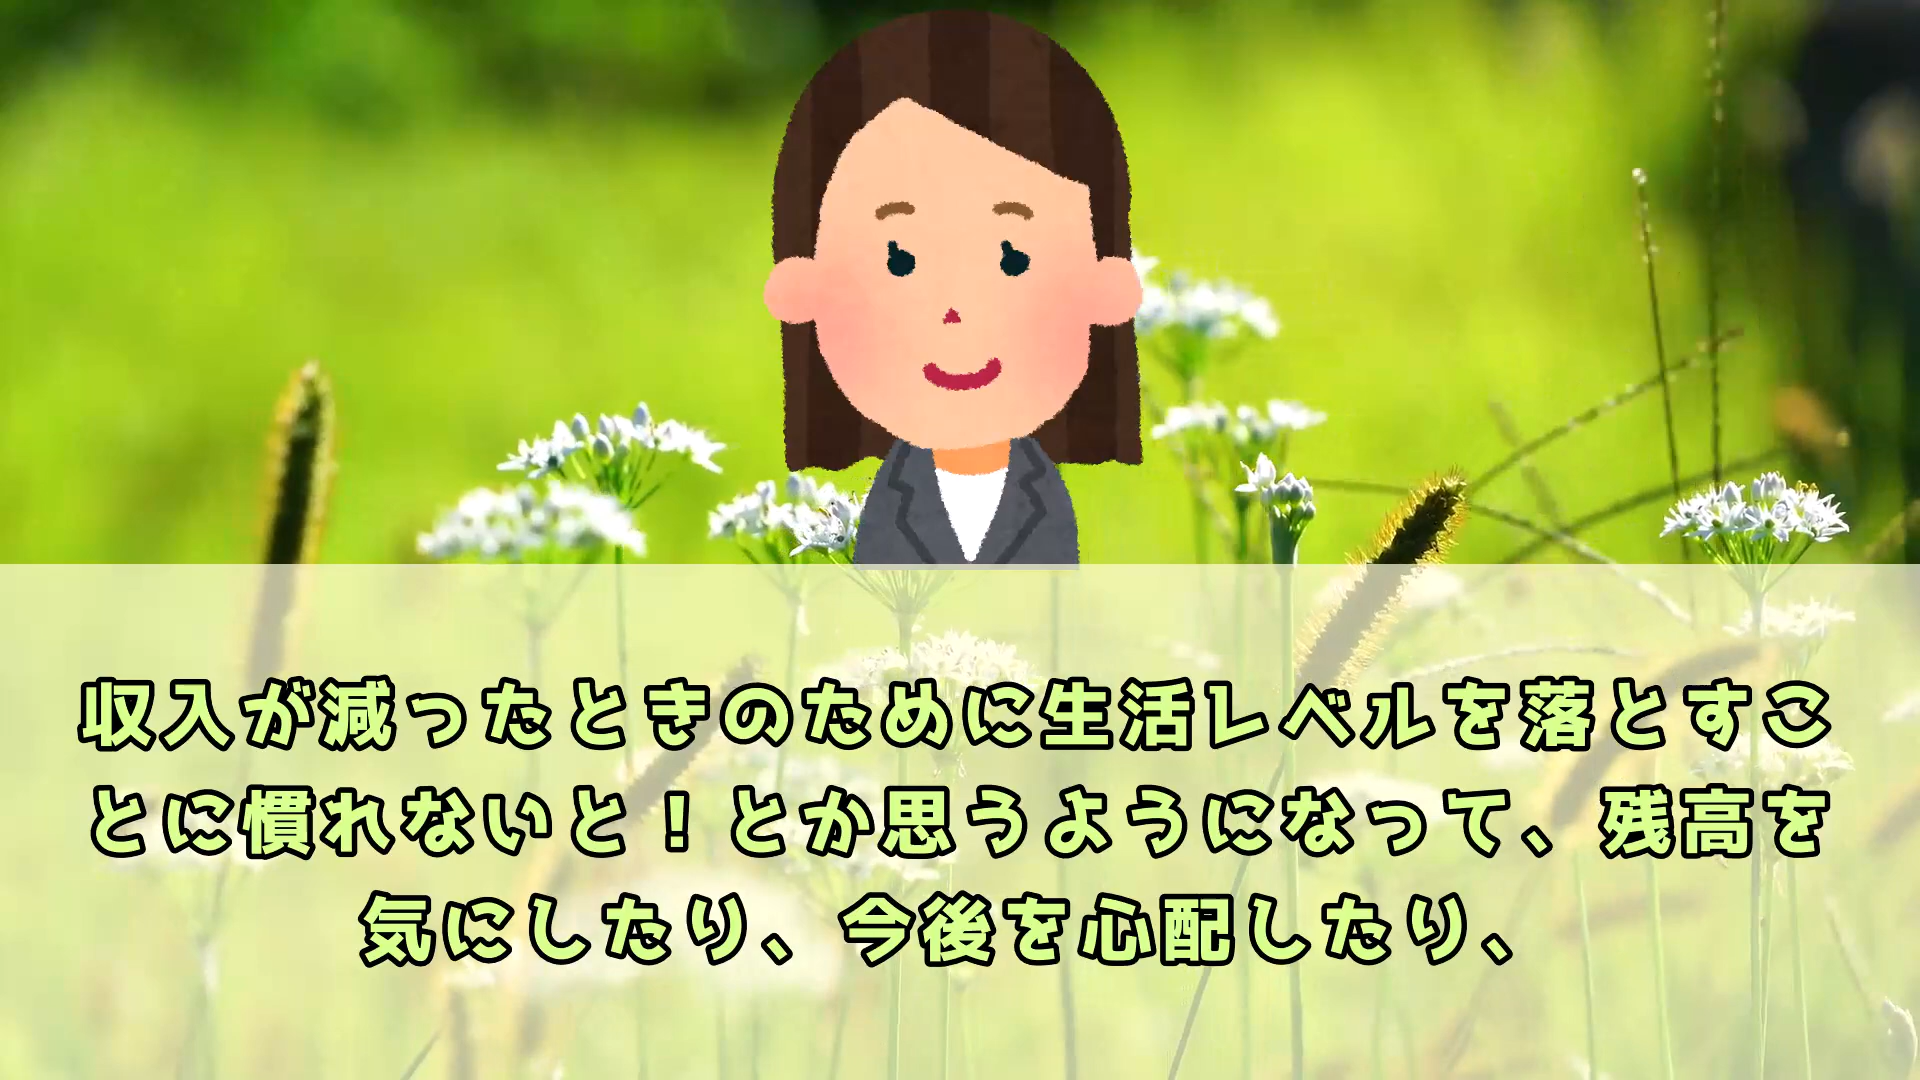 収入が減ったときのために生活レベルを落とすこ
とに慣れないと！とか思うようになって、残高を
気にしたり、今後を心配したり、